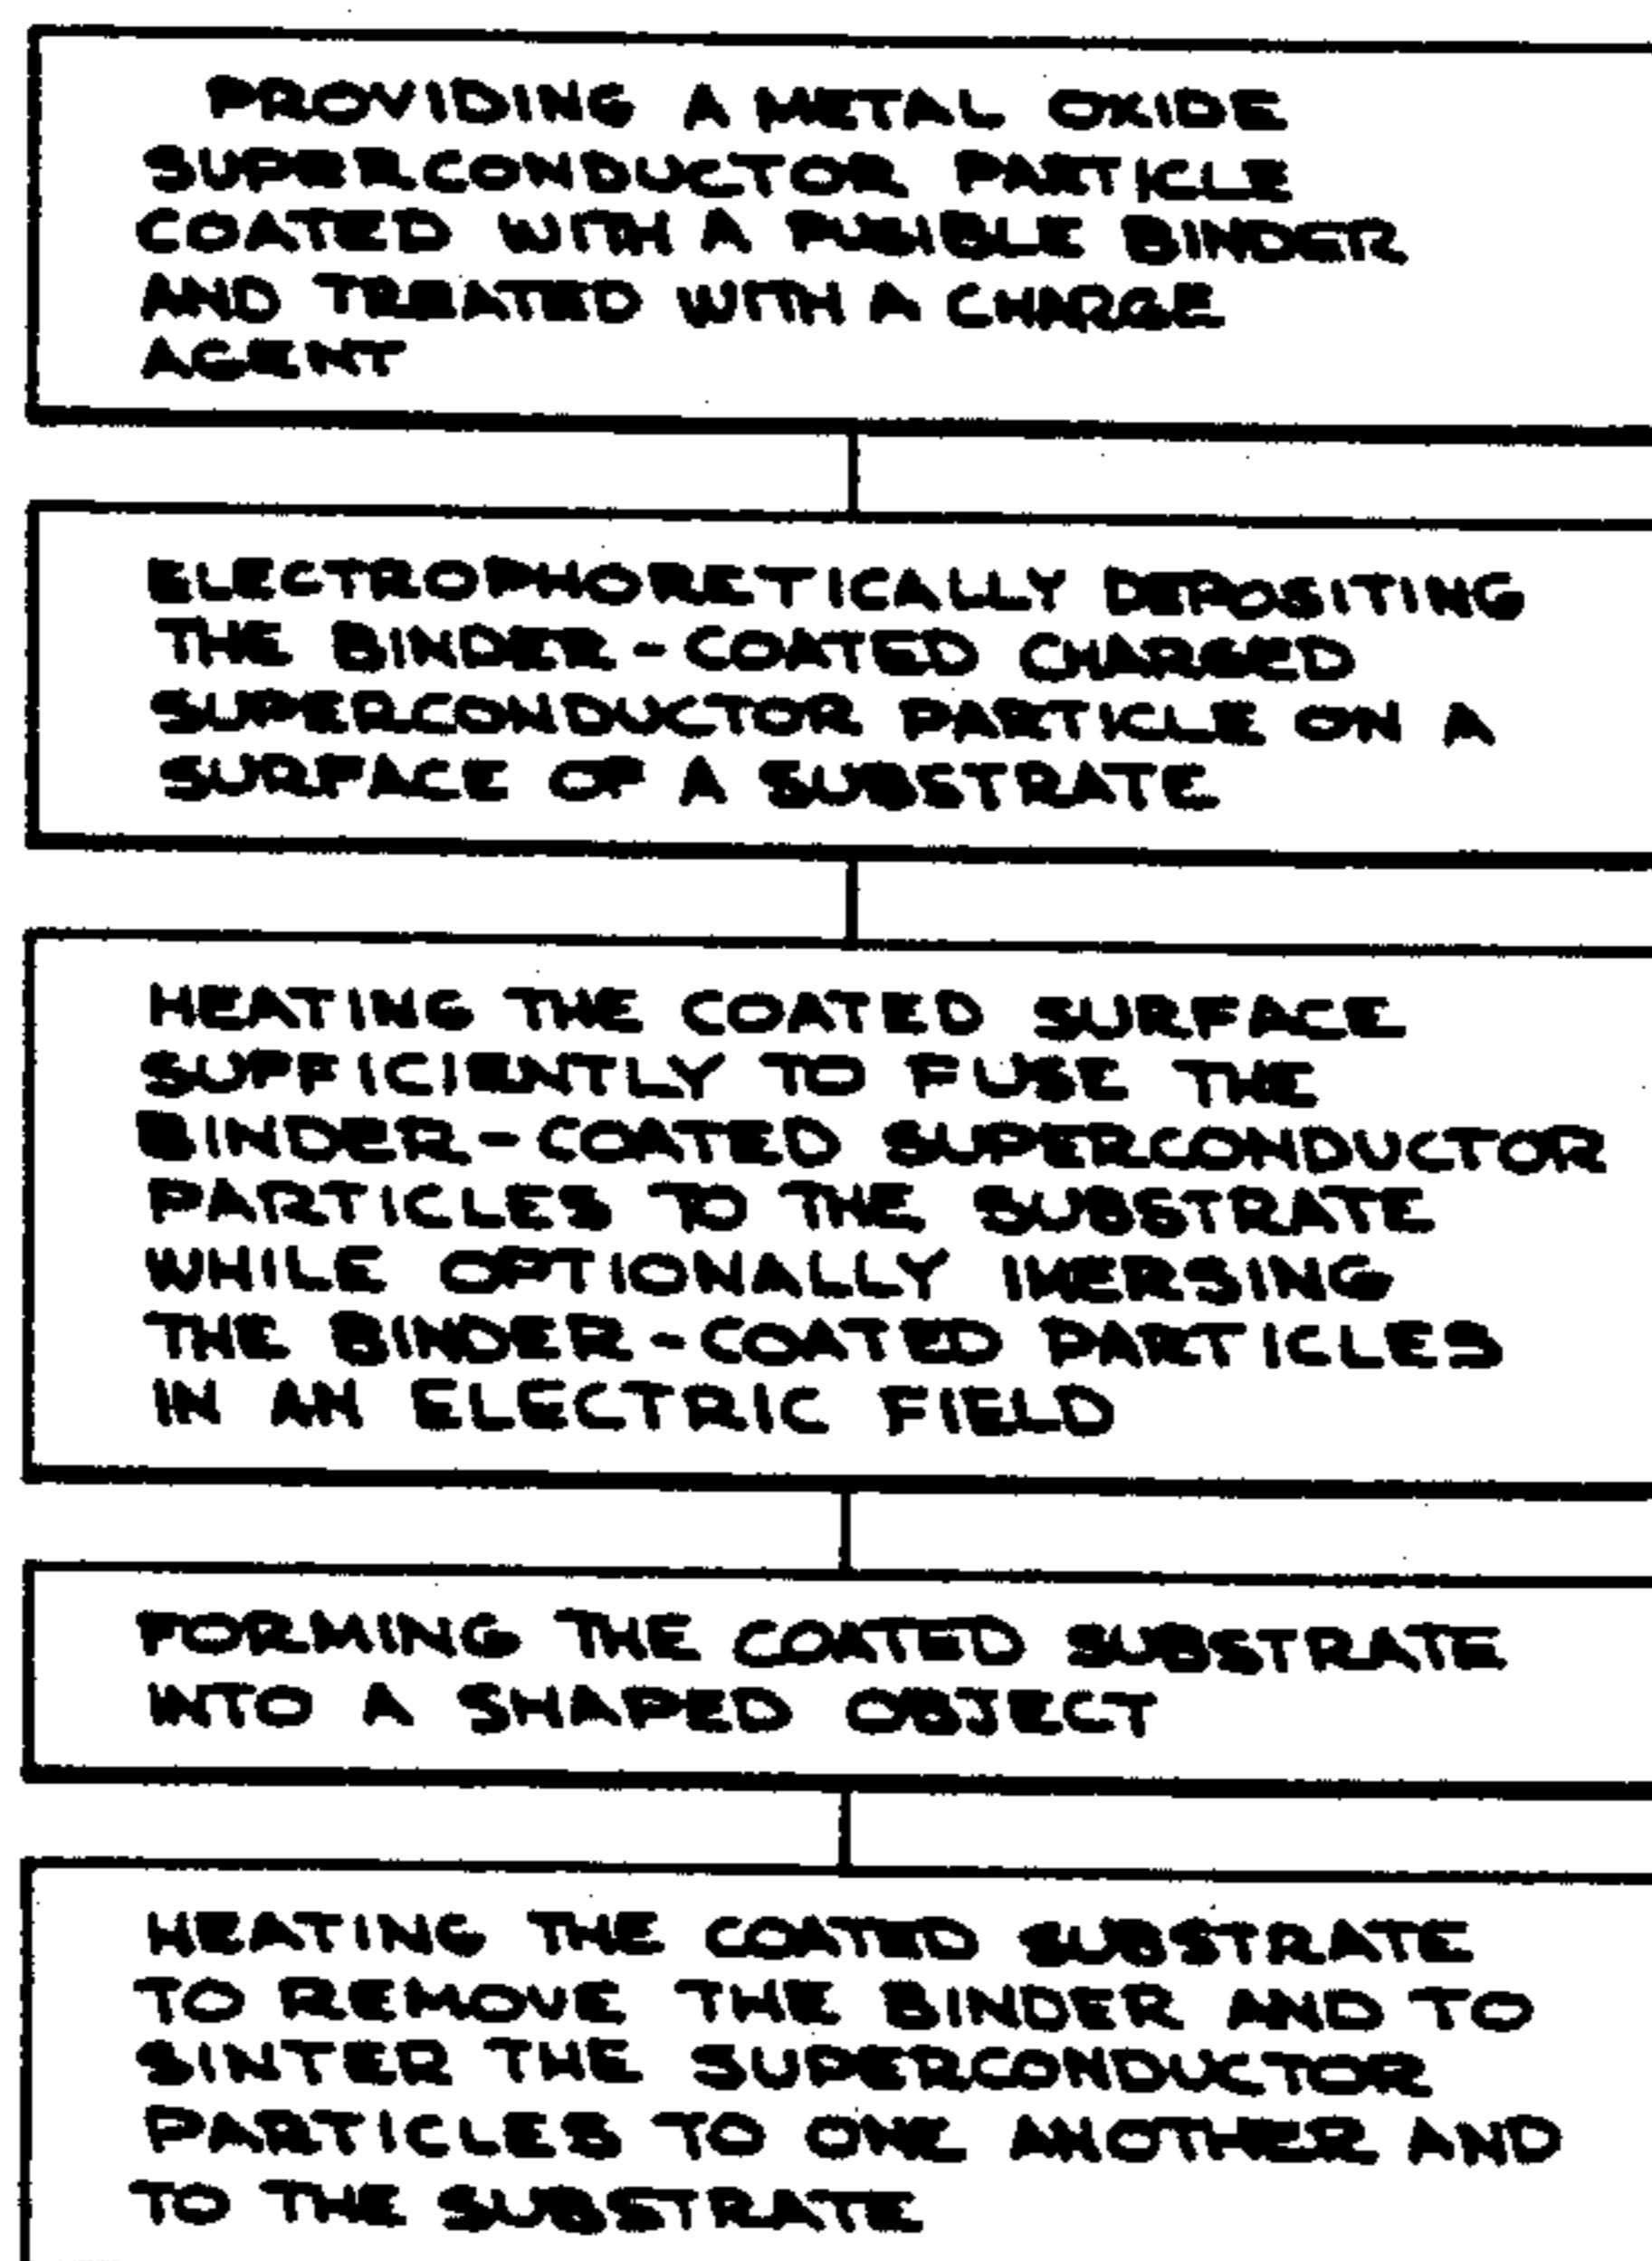 PROVIDING A METAL OXIDE
SUPERCONDUCTOR PARTICLE
COATED WITH A FUSIBLE BINDER
AND TREATED WITH A CHARGE
AGENT
ELECTROPHORETICALLY DEPOSITING
THE BINDER-COATED CHARGED
SUPERCONDUCTOR PARTICLE ON A
SURFACE OF A SUBSTRATE
HEATING THE COATED SURFACE
SUFFICIENTLY TO FUSE THE
BINDER-COATED SUPERCONDUCTOR
PARTICLES TO THE SUBSTRATE
WHILE OPTIONALLY IMERSING
THE BINDER-COATED PARTICLES
IN AN ELECTRIC FIELD
FORMING THE COATED SUBSTRATE
INTO A SHAPED OBJECT
HEATING THE COATED SUBSTRATE
TO REMOVE THE BINDER AND TO
SINTER THE SUPERCONDUCTOR
PARTICLES TO ONE ANOTHER AND
TO THE SUBSTRATE